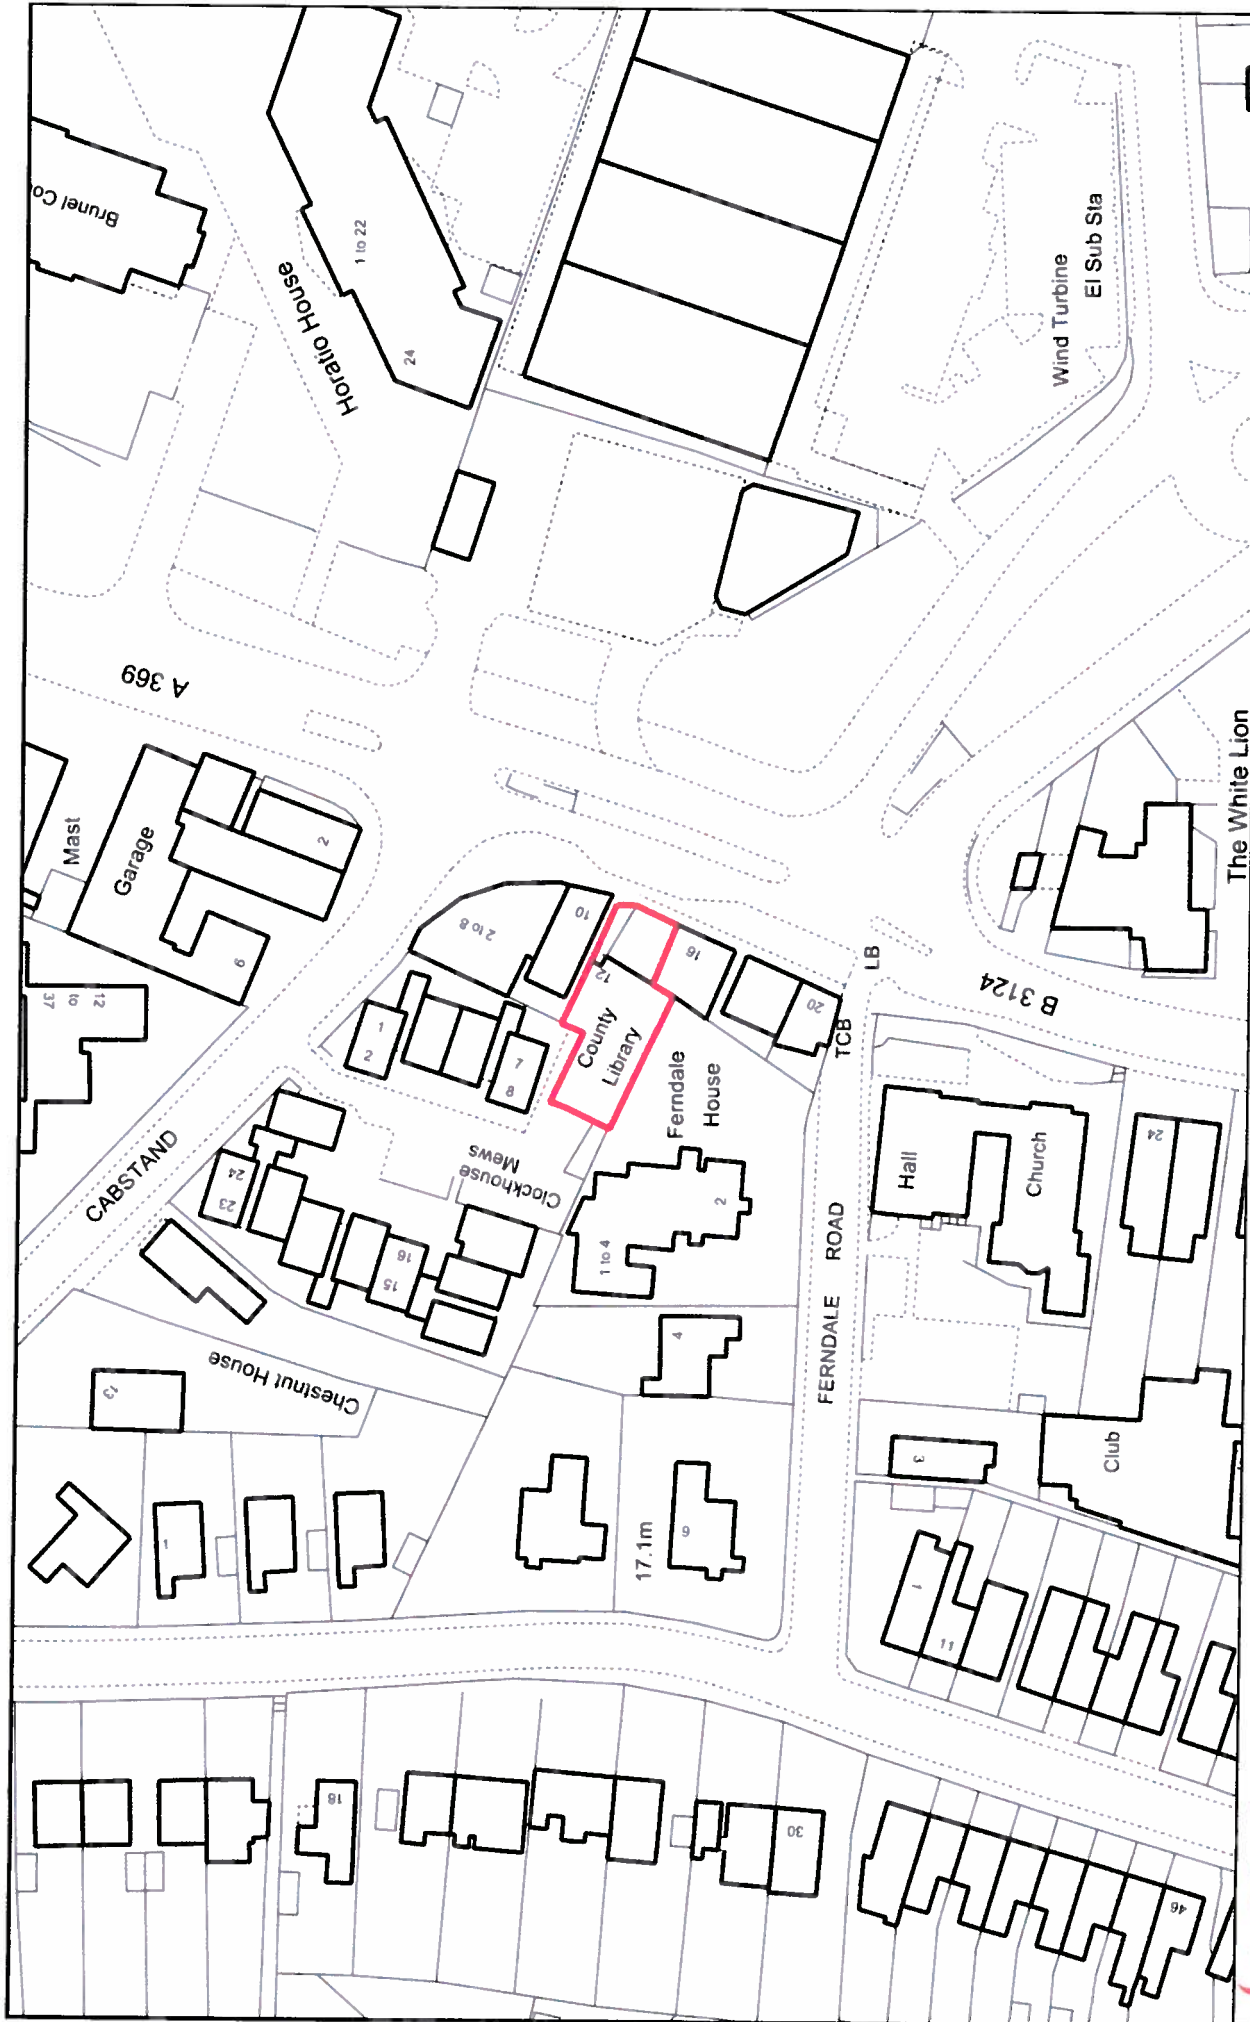 Brunel Co
1 to 22
Horatio House
24
Wind Turbine
El Sub Sta
A 369
Mast
Garage
2
9
12
to
37
2 to 8
10
12
16
20
LB
TCB
B 3124
The White Lion
County
Library
1
2
7
8
Ferndale
House
Clockhouse
Mews
CABSTAND
24
23
16
15
1 to 4
2
Hall
Church
24
FERNDALE ROAD
Chestnut House
13
4
3
Club
1
17.1m
6
1
11
18
30
46